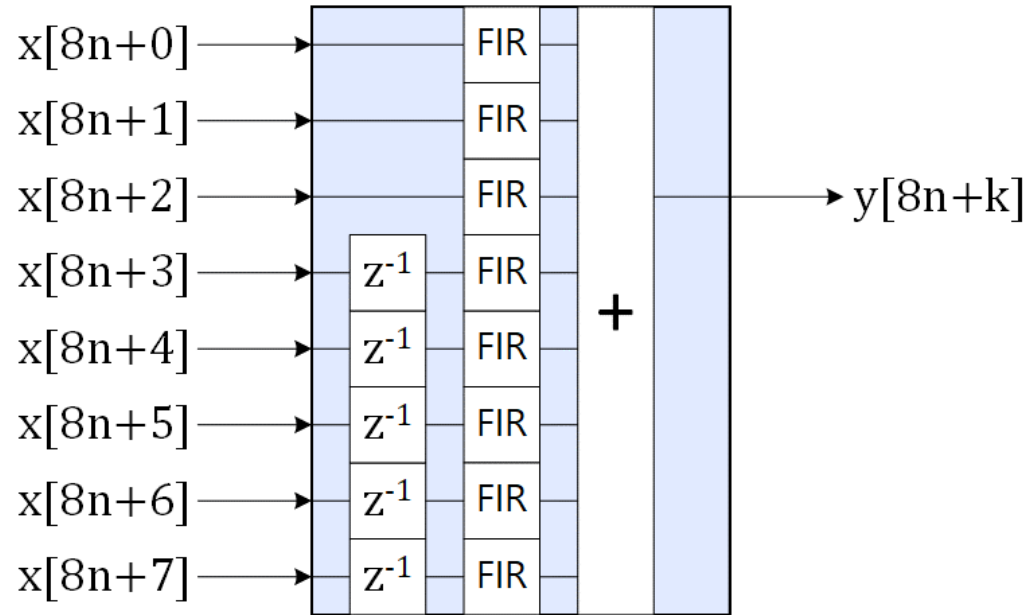 x[8n+0] FIR
x[8n+1] FIR
x[8n+2] FIR y[8n+k]
x[8n+3] z⁻¹ FIR +
x[8n+4] z⁻¹ FIR
x[8n+5] z⁻¹ FIR
x[8n+6] z⁻¹ FIR
x[8n+7] z⁻¹ FIR